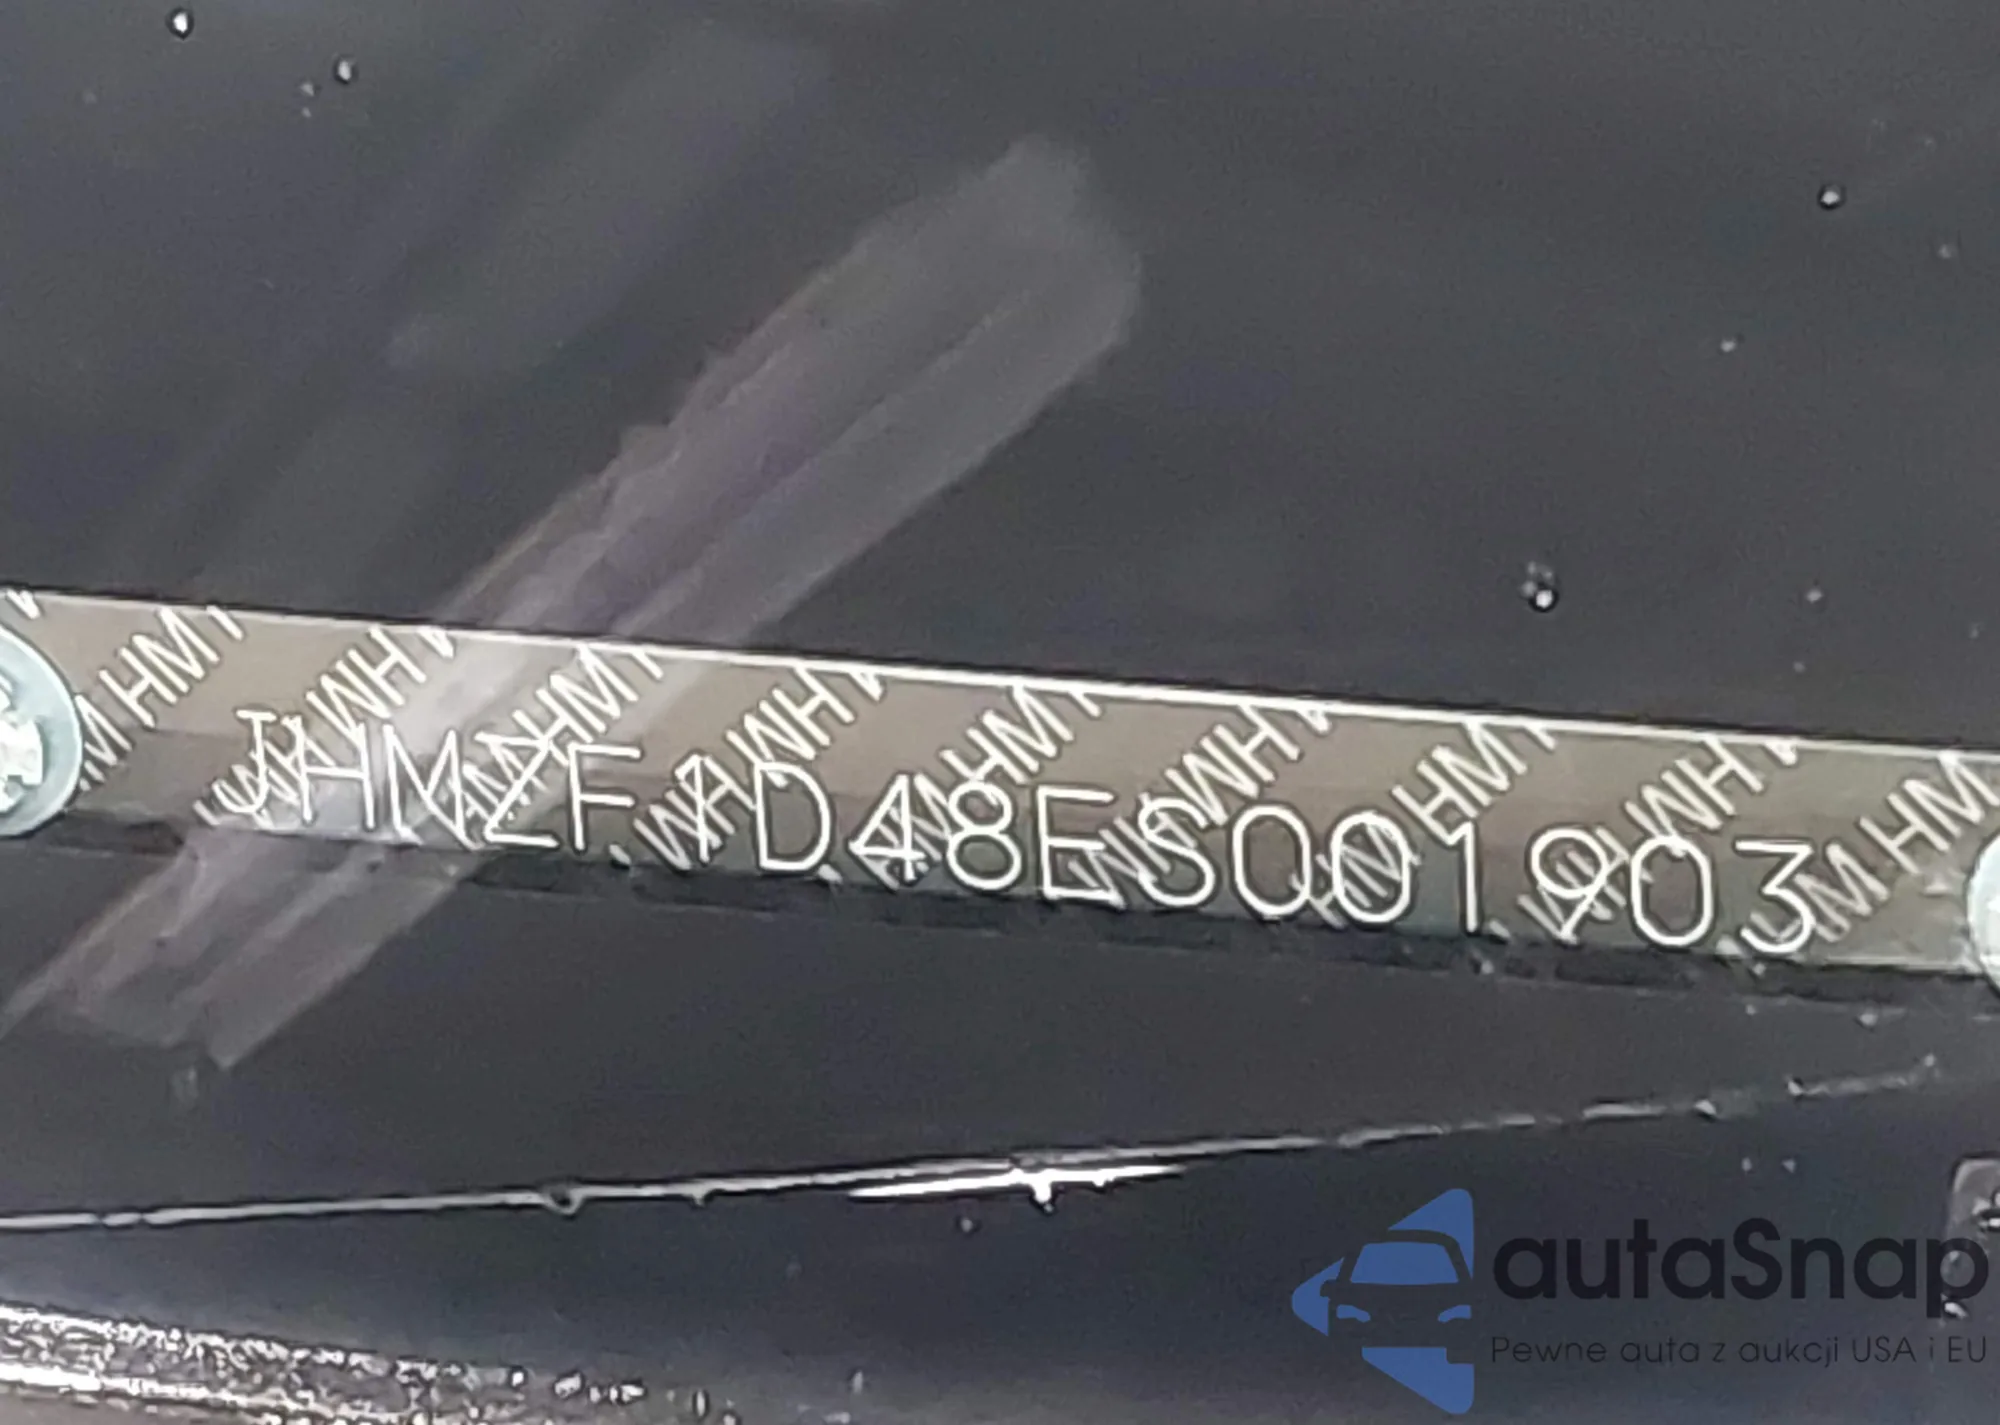 JHMZF1D48ES001903
autaSnap
Pewne auta z aukcji USA i EU